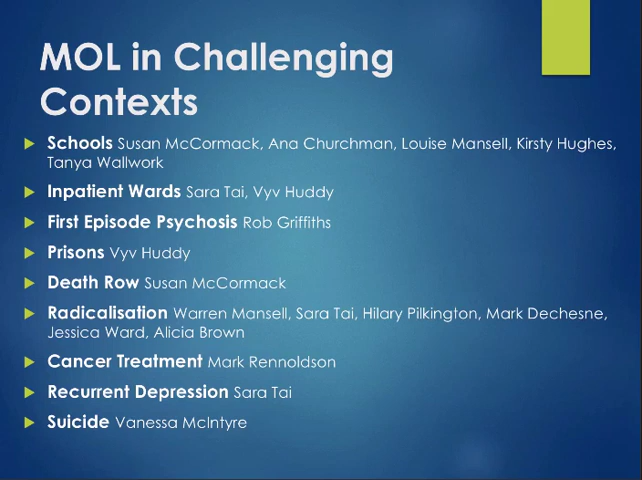 MOL in Challenging
Contexts
Schools Susan McCormack, Ana Churchman, Louise Mansell, Kirsty Hughes,
Tanya Wallwork
Inpatient Wards Sara Tai, Vyv Huddy
First Episode Psychosis Rob Griffiths
Prisons Vyv Huddy
Death Row Susan McCormack
Radicalisation Warren Mansell, Sara Tai, Hilary Pilkington, Mark Dechesne,
Jessica Ward, Alicia Brown
Cancer Treatment Mark Rennoldson
Recurrent Depression Sara Tai
Suicide Vanessa McIntyre